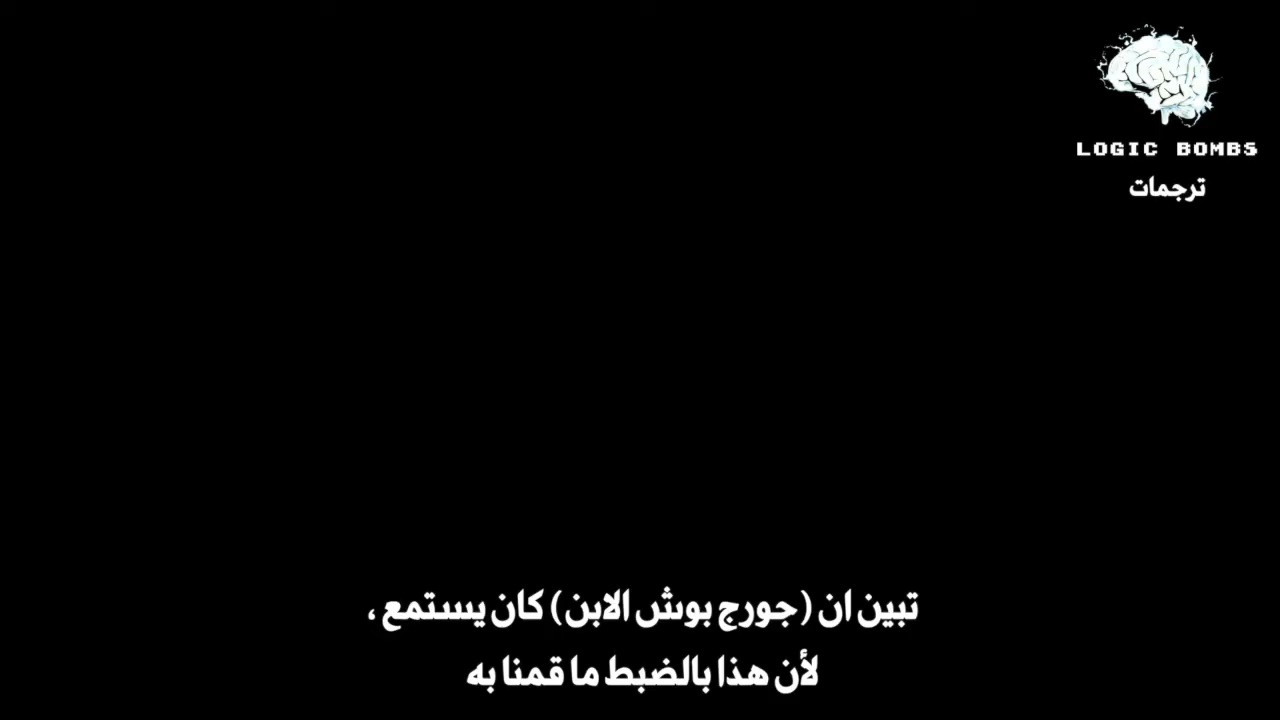 LOGIC BOMBS
ترجمات
تبين ان (جورج بوش الابن) كان يستمع ،
لأن هذا بالضبط ما قمنا به